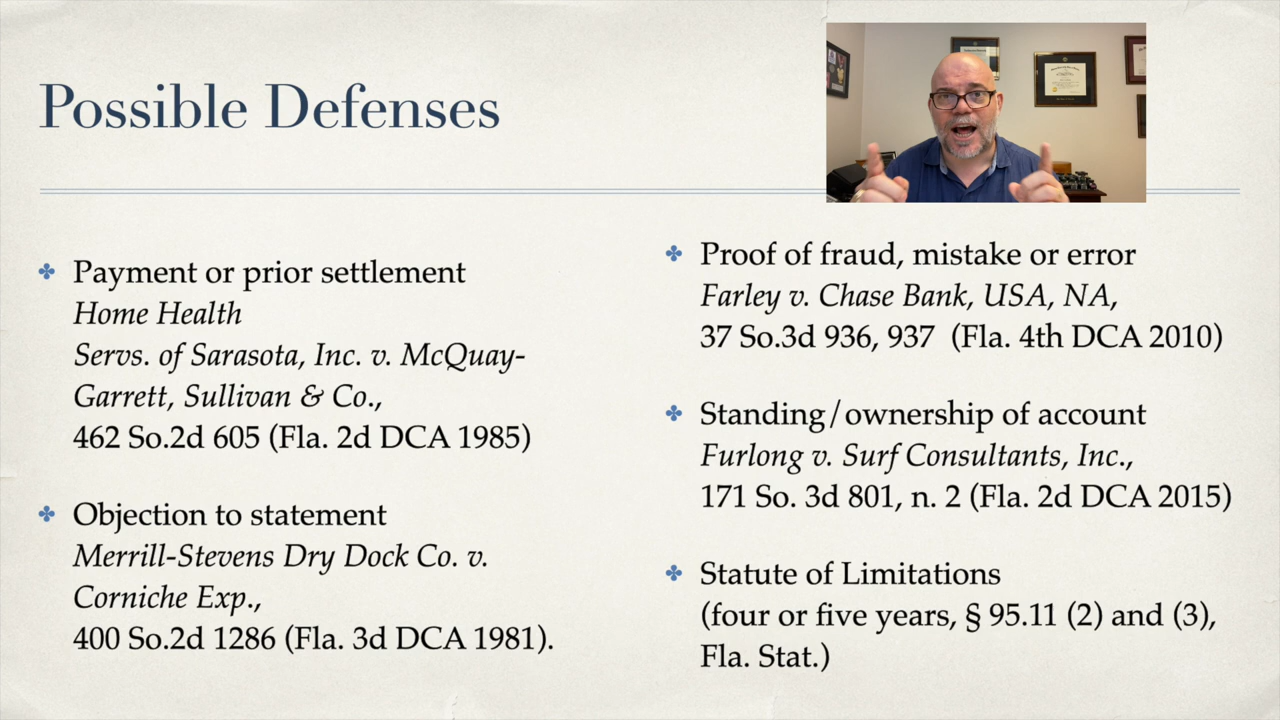 Possible Defenses
Payment or prior settlement
Home Health
Servs. of Sarasota, Inc. v. McQuay-
Garrett, Sullivan & Co.,
462 So.2d 605 (Fla. 2d DCA 1985)
Objection to statement
Merrill-Stevens Dry Dock Co. v.
Corniche Exp.,
400 So.2d 1286 (Fla. 3d DCA 1981).
Proof of fraud, mistake or error
Farley v. Chase Bank, USA, NA,
37 So.3d 936, 937 (Fla. 4th DCA 2010)
Standing/ownership of account
Furlong v. Surf Consultants, Inc.,
171 So. 3d 801, n. 2 (Fla. 2d DCA 2015)
Statute of Limitations
(four or five years, § 95.11 (2) and (3),
Fla. Stat.)